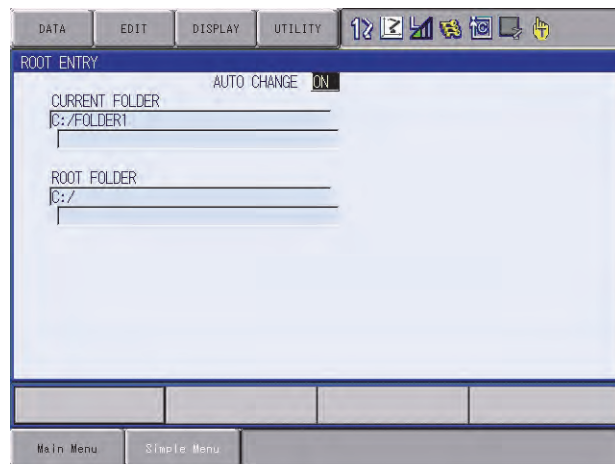 DATA EDIT DISPLAY UTILITY
ROOT ENTRY
AUTO CHANGE ON
CURRENT FOLDER
C:/FOLDER1
ROOT FOLDER
C:/
Main Menu Simple Menu